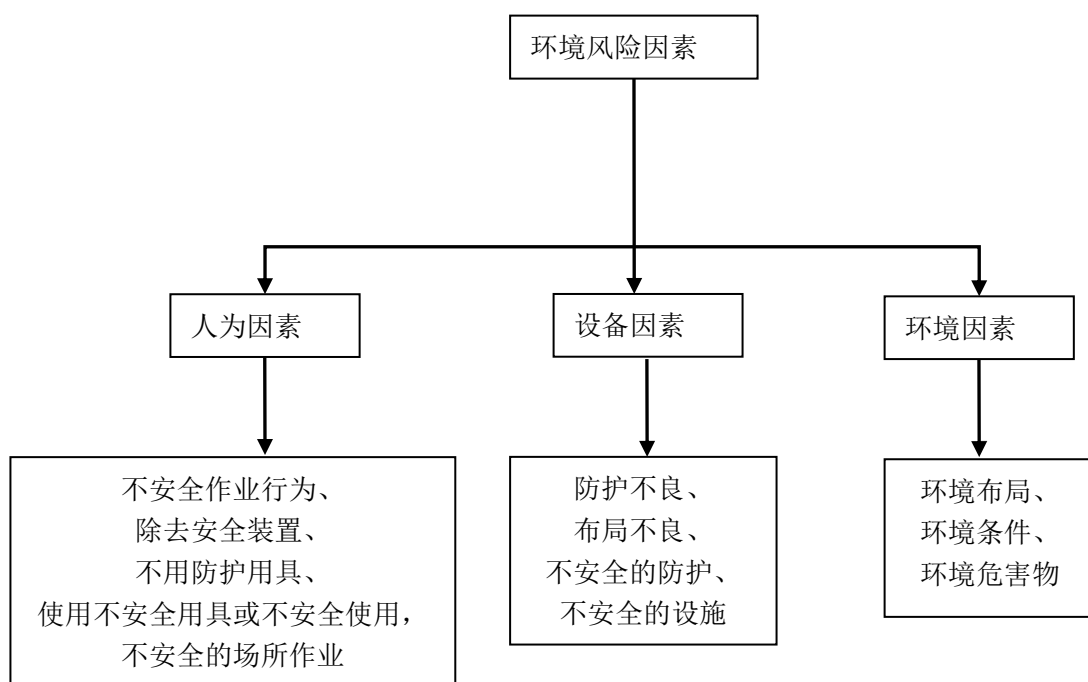 环境风险因素
人为因素
设备因素
环境因素
不安全作业行为、
除去安全装置、
不用防护用具、
使用不安全用具或不安全使用，
不安全的场所作业
防护不良、
布局不良、
不安全的防护、
不安全的设施
环境布局、
环境条件、
环境危害物